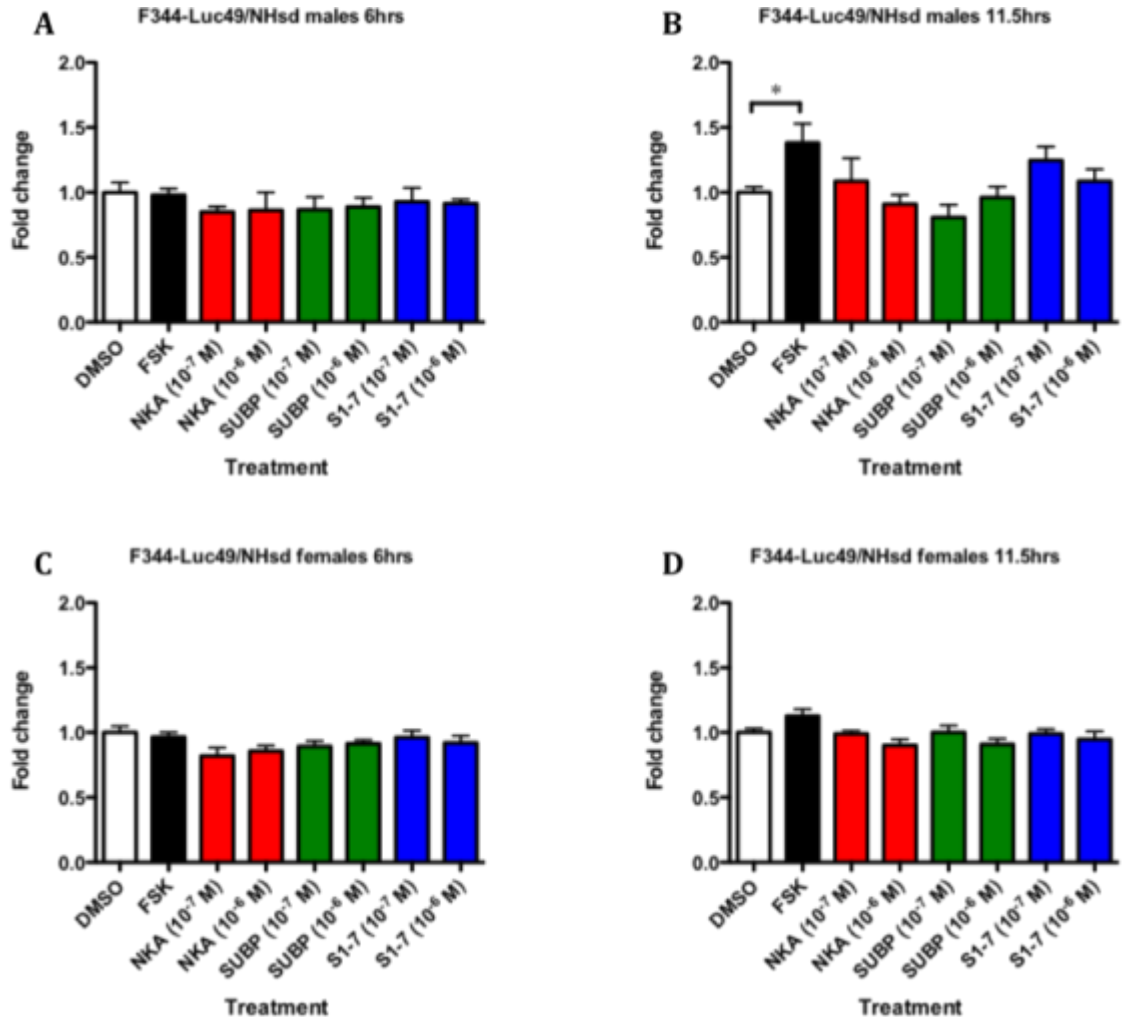 A
F344-Luc49/NHsd males 6hrs
Fold change
2.0
1.5
1.0
0.5
0.0
DMSO
FSK
NKA (10⁻⁷ M)
NKA (10⁻⁶ M)
SUBP (10⁻⁷ M)
SUBP (10⁻⁶ M)
S1-7 (10⁻⁷ M)
S1-7 (10⁻⁶ M)
Treatment
B
F344-Luc49/NHsd males 11.5hrs
Fold change
2.0
1.5
1.0
0.5
0.0
*
DMSO
FSK
NKA (10⁻⁷ M)
NKA (10⁻⁶ M)
SUBP (10⁻⁷ M)
SUBP (10⁻⁶ M)
S1-7 (10⁻⁷ M)
S1-7 (10⁻⁶ M)
Treatment
C
F344-Luc49/NHsd females 6hrs
Fold change
2.0
1.5
1.0
0.5
0.0
DMSO
FSK
NKA (10⁻⁷ M)
NKA (10⁻⁶ M)
SUBP (10⁻⁷ M)
SUBP (10⁻⁶ M)
S1-7 (10⁻⁷ M)
S1-7 (10⁻⁶ M)
Treatment
D
F344-Luc49/NHsd females 11.5hrs
Fold change
2.0
1.5
1.0
0.5
0.0
DMSO
FSK
NKA (10⁻⁷ M)
NKA (10⁻⁶ M)
SUBP (10⁻⁷ M)
SUBP (10⁻⁶ M)
S1-7 (10⁻⁷ M)
S1-7 (10⁻⁶ M)
Treatment